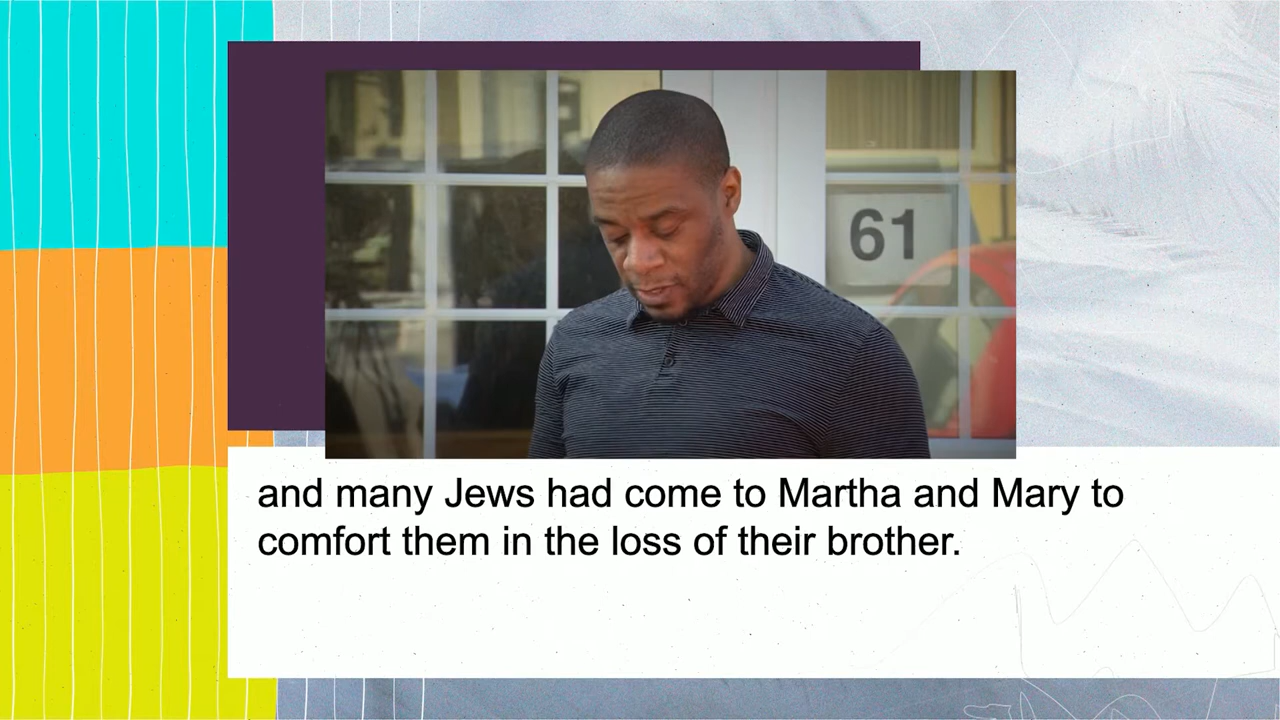 61
and many Jews had come to Martha and Mary to
comfort them in the loss of their brother.